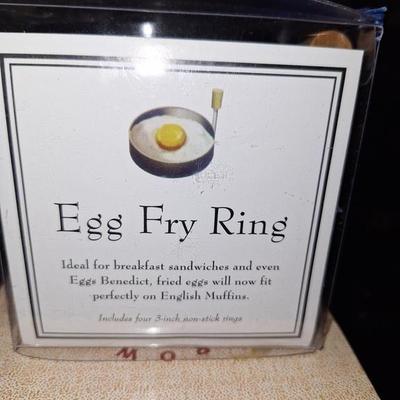 Egg Fry Ring
Ideal for breakfast sandwiches and even
Eggs Benedict, fried eggs will now fit
perfectly on English Muffins.
Includes four 3-inch non-stick rings